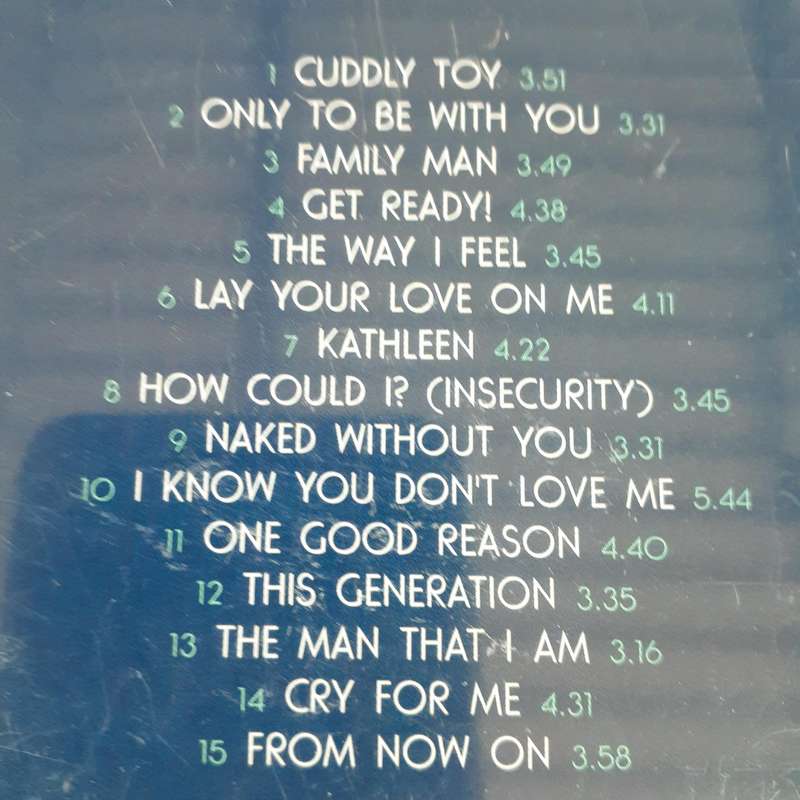 1 CUDDLY TOY 3.51
2 ONLY TO BE WITH YOU 3.31
3 FAMILY MAN 3.49
4 GET READY! 4.38
5 THE WAY I FEEL 3.45
6 LAY YOUR LOVE ON ME 4.11
7 KATHLEEN 4.22
8 HOW COULD I? (INSECURITY) 3.45
9 NAKED WITHOUT YOU 3.31
10 I KNOW YOU DON'T LOVE ME 5.44
11 ONE GOOD REASON 4.40
12 THIS GENERATION 3.35
13 THE MAN THAT I AM 3.16
14 CRY FOR ME 4.31
15 FROM NOW ON 3.58